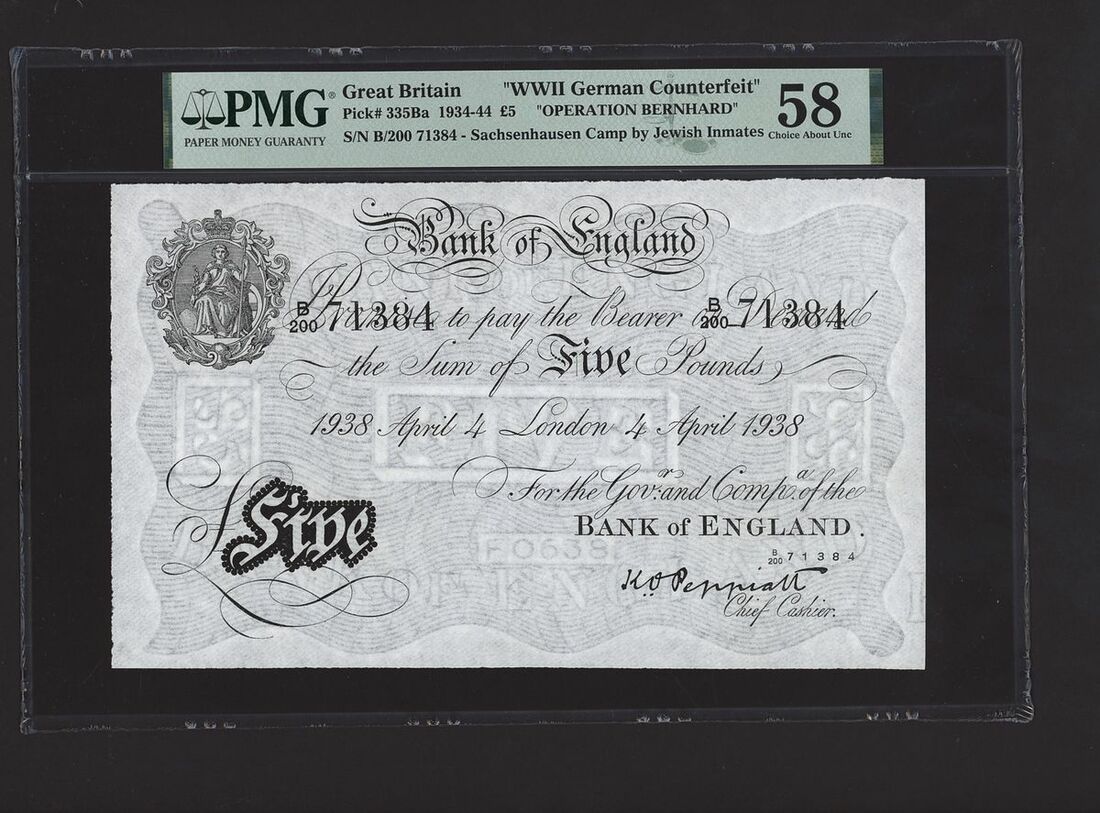 PMG®
PAPER MONEY GUARANTY
Great Britain "WWII German Counterfeit"
Pick# 335Ba 1934-44 £5 "OPERATION BERNHARD"
S/N B/200 71384 - Sachsenhausen Camp by Jewish Inmates
58
Choice About Unc
Bank of England
B/200 71384 B/200 71384
Promise to pay the Bearer on Demand
the Sum of Five Pounds
1938 April 4 London 4 April 1938
For the Govr. and Compa. of the
BANK of ENGLAND.
£Five
B/200 71384
K.O. Peppiatt
Chief Cashier.